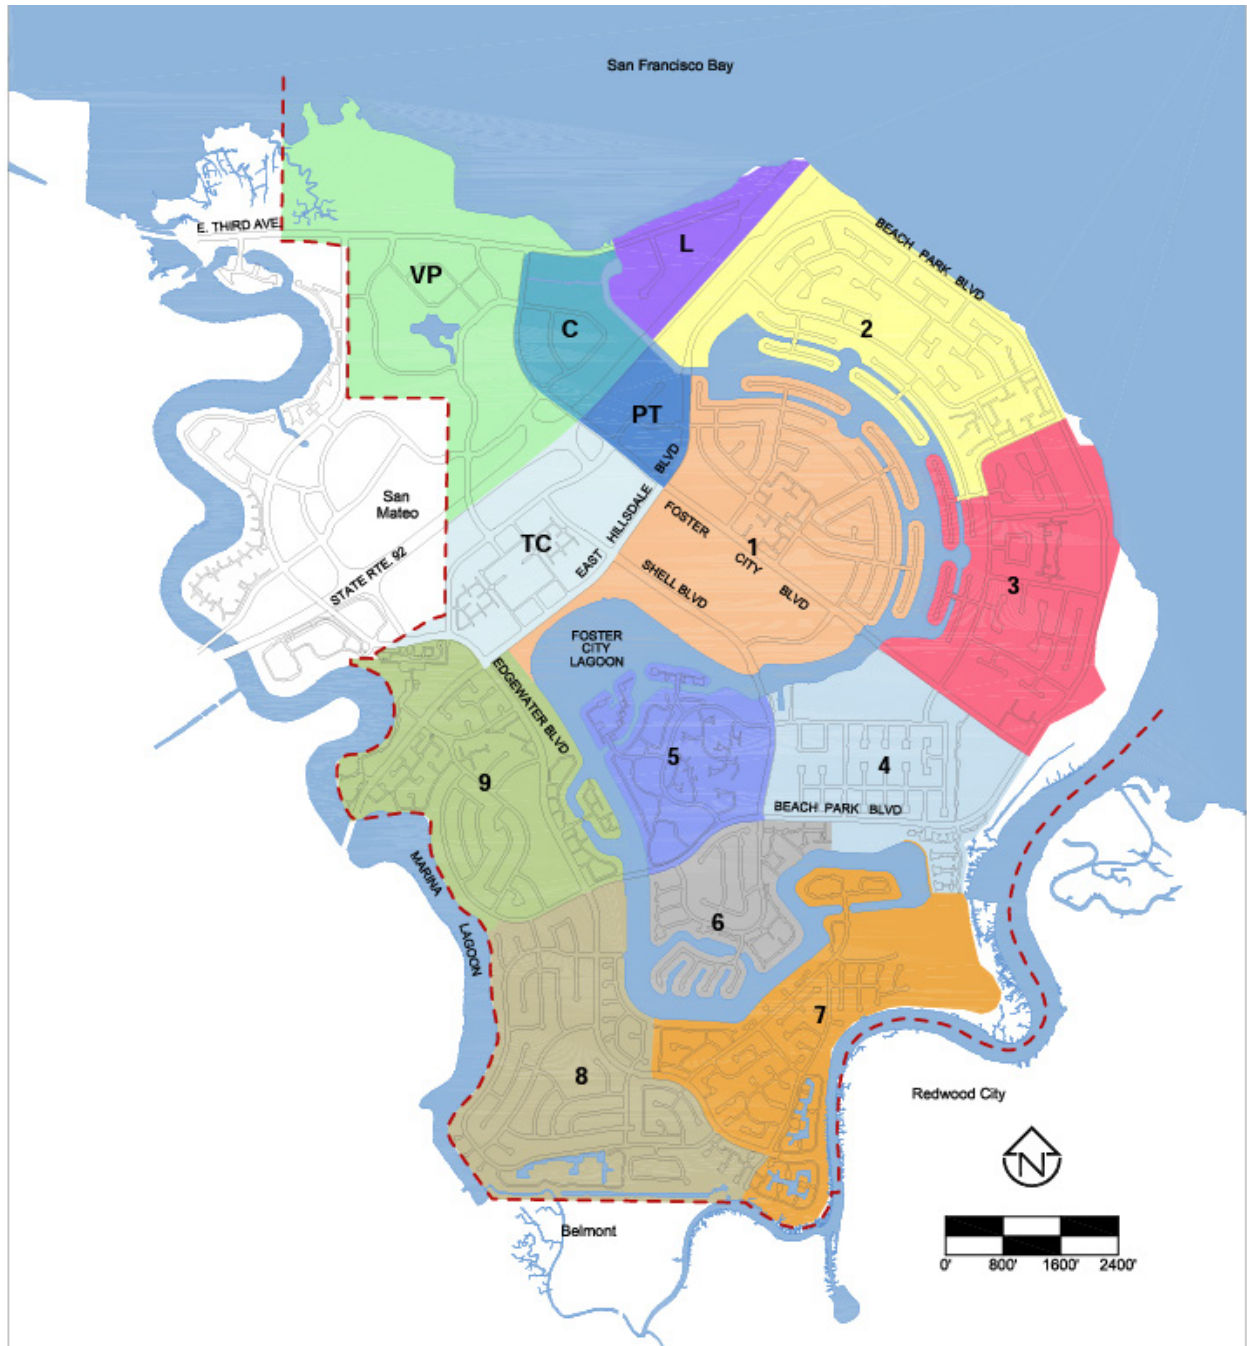 San Francisco Bay
E. THIRD AVE
BEACH PARK BLVD
L
VP
C
2
PT
San
Mateo
STATE RTE. 92
TC
EAST HILLSDALE BLVD
FOSTER CITY BLVD
1
SHELL BLVD
3
FOSTER
CITY
LAGOON
EDGEWATER BLVD
5
4
9
BEACH PARK BLVD
MARINA LAGOON
6
7
8
Redwood City
N
Belmont
0' 800' 1600' 2400'